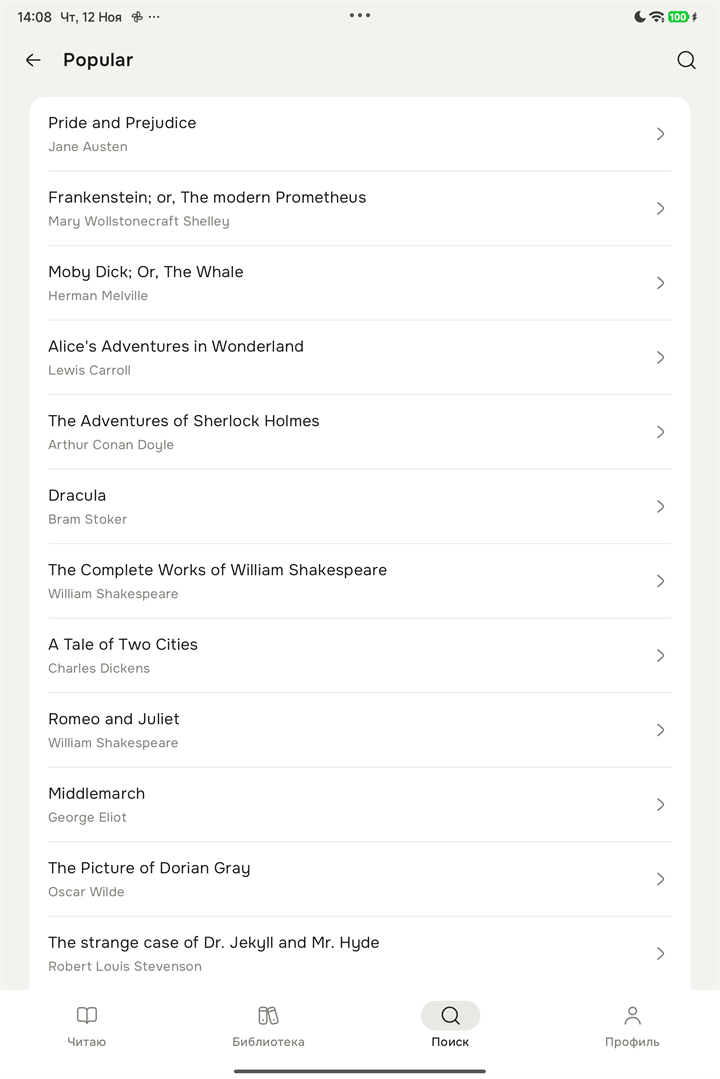 14:08 Чт, 12 Ноя
100
Popular
Pride and Prejudice
Jane Austen
Frankenstein; or, The modern Prometheus
Mary Wollstonecraft Shelley
Moby Dick; Or, The Whale
Herman Melville
Alice's Adventures in Wonderland
Lewis Carroll
The Adventures of Sherlock Holmes
Arthur Conan Doyle
Dracula
Bram Stoker
The Complete Works of William Shakespeare
William Shakespeare
A Tale of Two Cities
Charles Dickens
Romeo and Juliet
William Shakespeare
Middlemarch
George Eliot
The Picture of Dorian Gray
Oscar Wilde
The strange case of Dr. Jekyll and Mr. Hyde
Robert Louis Stevenson
Читаю
Библиотека
Поиск
Профиль